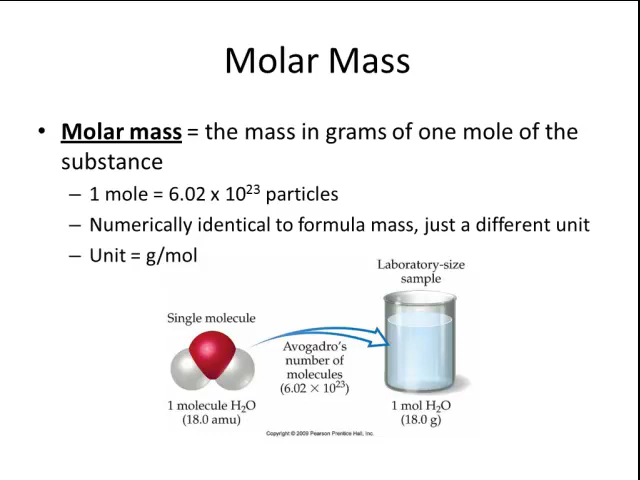 Molar Mass
• Molar mass = the mass in grams of one mole of the
substance
– 1 mole = 6.02 x 10²³ particles
– Numerically identical to formula mass, just a different unit
– Unit = g/mol
Laboratory-size
sample
Single molecule
Avogadro's
number of
molecules
(6.02 × 10²³)
1 molecule H₂O
(18.0 amu)
1 mol H₂O
(18.0 g)
Copyright © 2009 Pearson Prentice Hall, Inc.